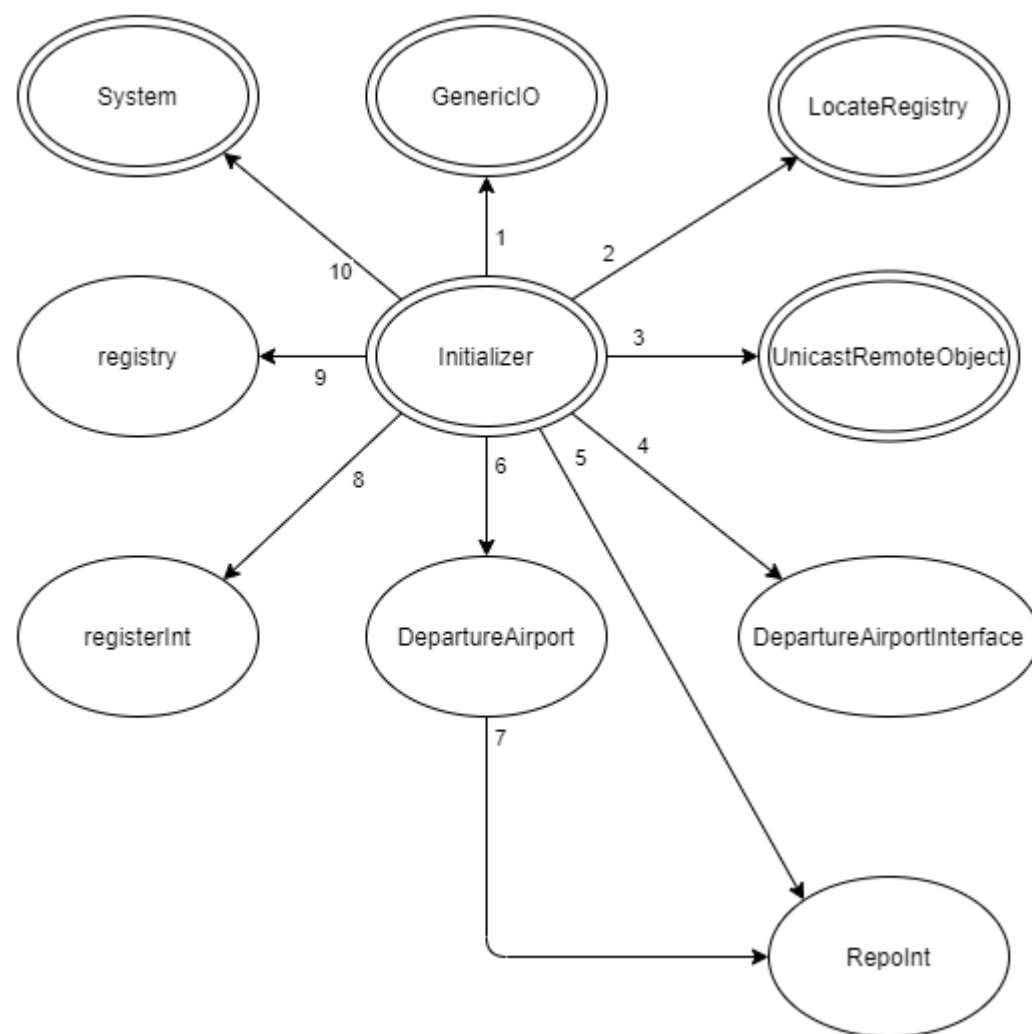 System
GenericIO
LocateRegistry
1
2
10
registry
Initializer
3
UnicastRemoteObject
9
8
6
5
4
registerInt
DepartureAirport
DepartureAirportInterface
7
RepoInt